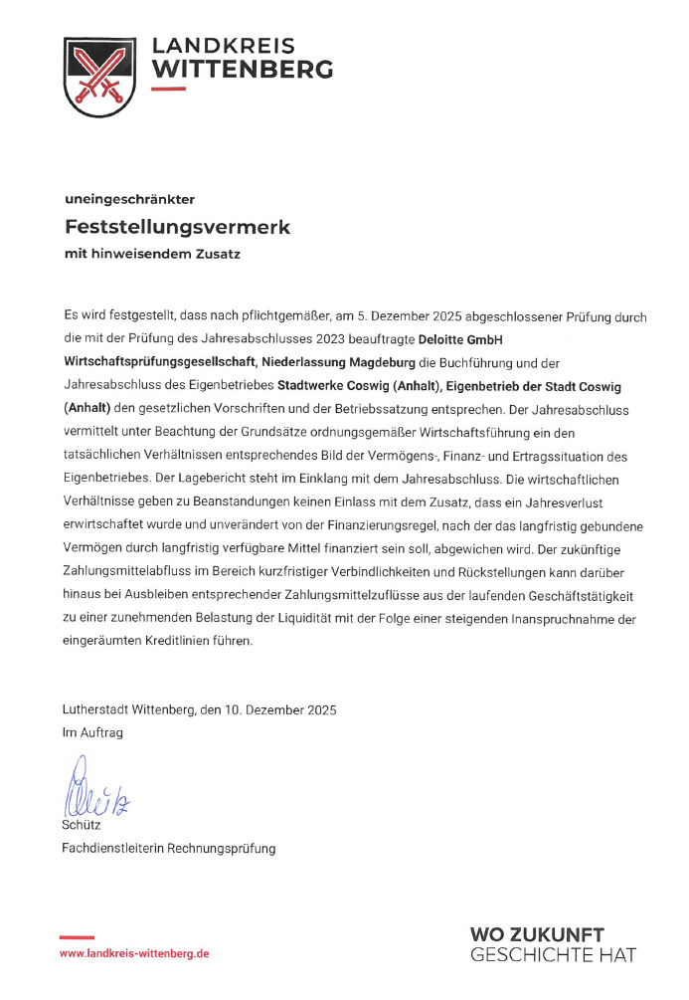 LANDKREIS
WITTENBERG
uneingeschränkter
Feststellungsvermerk
mit hinweisendem Zusatz
Es wird festgestellt, dass nach pflichtgemäßer, am 5. Dezember 2025 abgeschlossener Prüfung durch
die mit der Prüfung des Jahresabschlusses 2023 beauftragte Deloitte GmbH
Wirtschaftsprüfungsgesellschaft, Niederlassung Magdeburg die Buchführung und der
Jahresabschluss des Eigenbetriebes Stadtwerke Coswig (Anhalt), Eigenbetrieb der Stadt Coswig
(Anhalt) den gesetzlichen Vorschriften und der Betriebssatzung entsprechen. Der Jahresabschluss
vermittelt unter Beachtung der Grundsätze ordnungsgemäßer Wirtschaftsführung ein den
tatsächlichen Verhältnissen entsprechendes Bild der Vermögens-, Finanz- und Ertragssituation des
Eigenbetriebes. Der Lagebericht steht im Einklang mit dem Jahresabschluss. Die wirtschaftlichen
Verhältnisse geben zu Beanstandungen keinen Einlass mit dem Zusatz, dass ein Jahresverlust
erwirtschaftet wurde und unverändert von der Finanzierungsregel, nach der das langfristig gebundene
Vermögen durch langfristig verfügbare Mittel finanziert sein soll, abgewichen wird. Der zukünftige
Zahlungsmittelabfluss im Bereich kurzfristiger Verbindlichkeiten und Rückstellungen kann darüber
hinaus bei Ausbleiben entsprechender Zahlungsmittelzuflüsse aus der laufenden Geschäftstätigkeit
zu einer zunehmenden Belastung der Liquidität mit der Folge einer steigenden Inanspruchnahme der
eingeräumten Kreditlinien führen.
Lutherstadt Wittenberg, den 10. Dezember 2025
Im Auftrag
Schütz
Schütz
Fachdienstleiterin Rechnungsprüfung
www.landkreis-wittenberg.de
WO ZUKUNFT
GESCHICHTE HAT